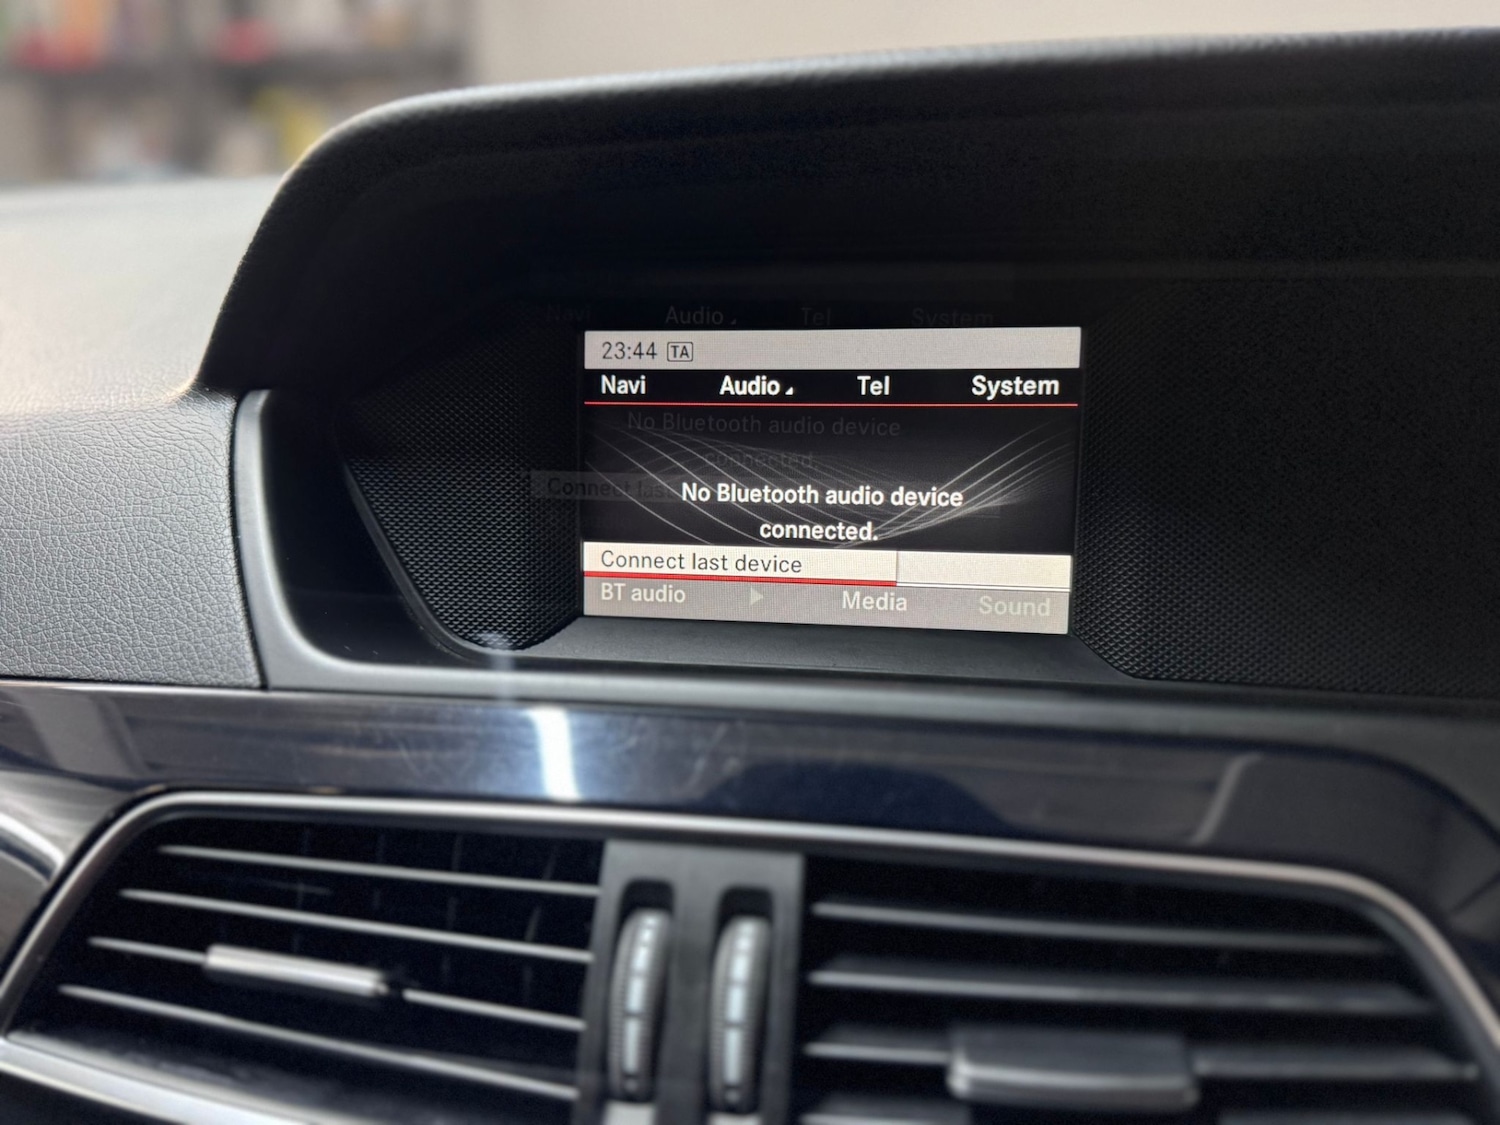 23:44 TA
Navi Audio Tel System
No Bluetooth audio device
connected.
Connect last device
BT audio Media Sound